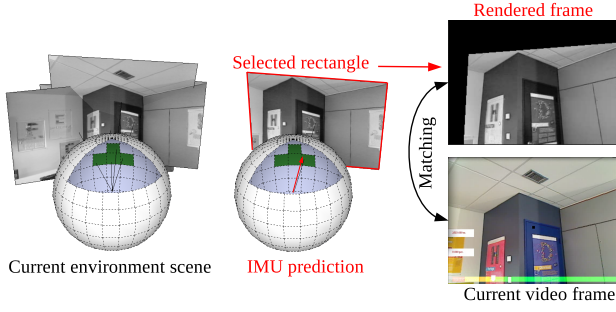 Rendered frame
Selected rectangle
Matching
H
H
Current environment scene
IMU prediction
Current video frame